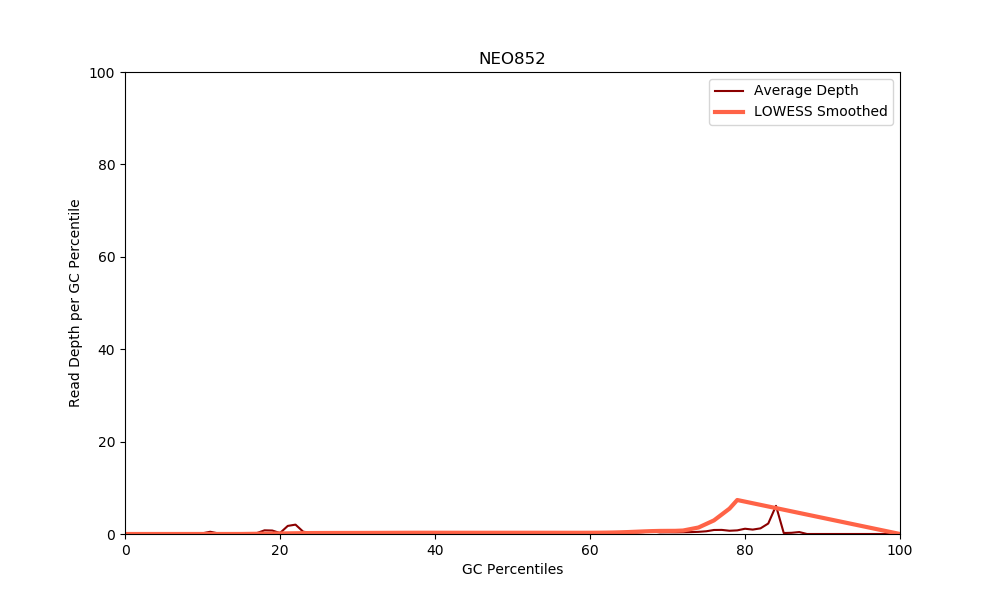 NEO852
Average Depth
LOWESS Smoothed
100
80
60
40
20
0
Read Depth per GC Percentile
0 20 40 60 80 100
GC Percentiles